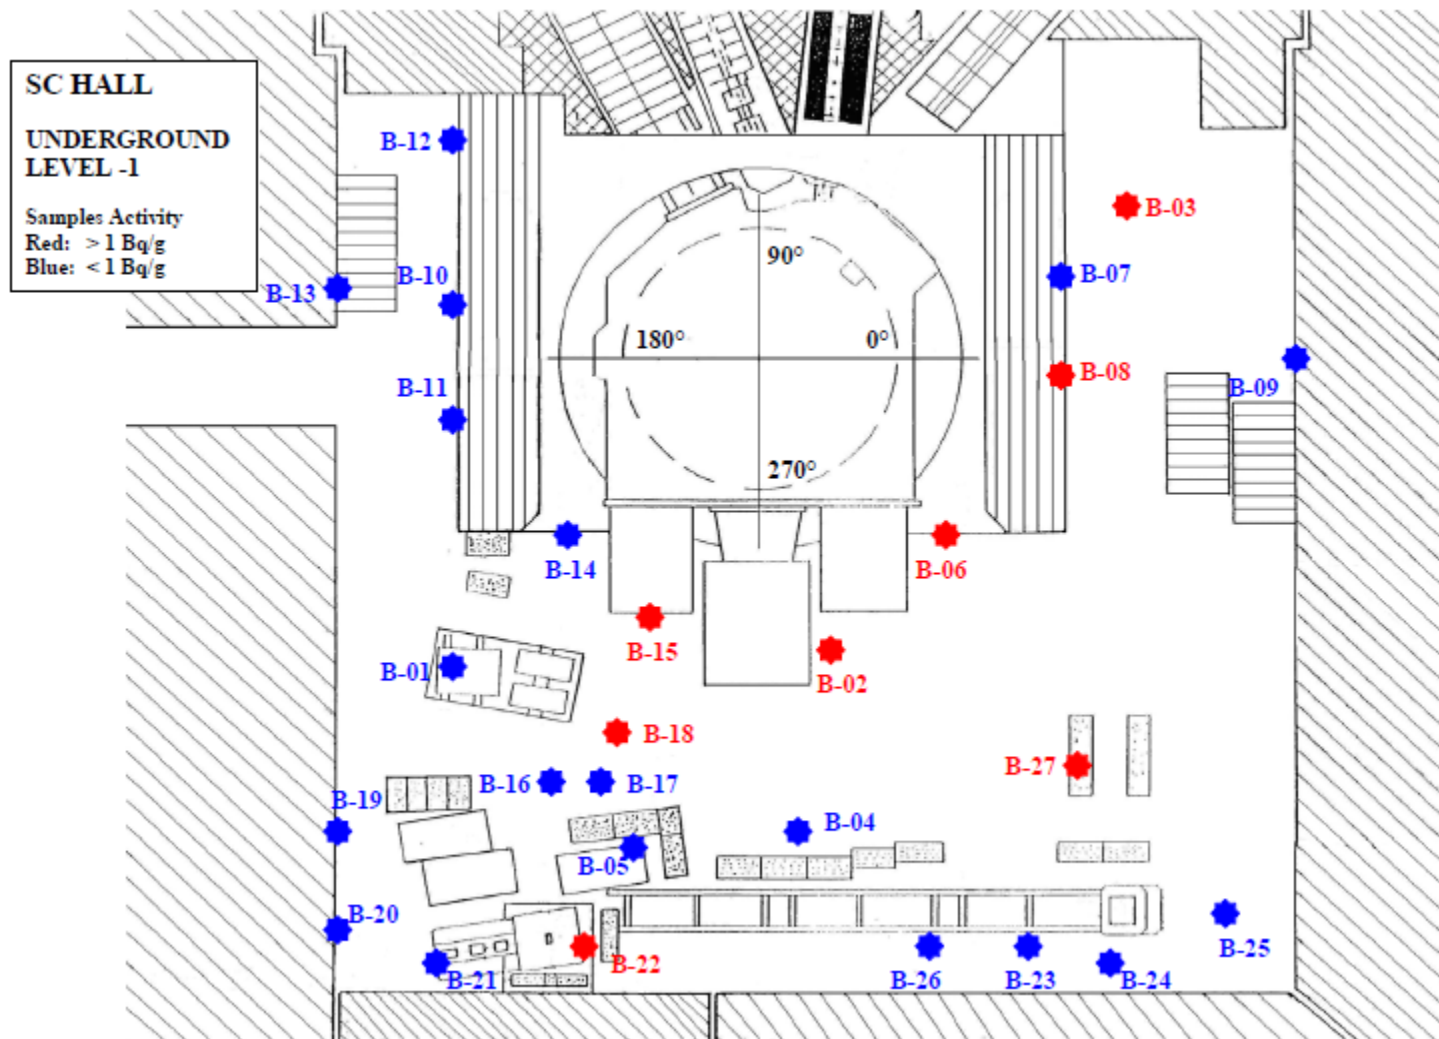 SC HALL
UNDERGROUND
LEVEL -1
Samples Activity
Red: > 1 Bq/g
Blue: < 1 Bq/g
B-12
B-03
B-10
B-07
B-13
90°
180°
0°
B-08
B-11
B-09
270°
B-14
B-06
B-15
B-01
B-02
B-18
B-27
B-16
B-17
B-19
B-04
B-05
B-20
B-25
B-22
B-21
B-26
B-23
B-24